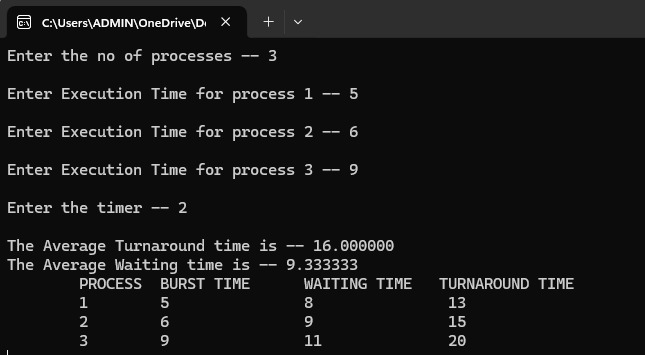 C:\Users\ADMIN\OneDrive\D
Enter the no of processes -- 3
Enter Execution Time for process 1 -- 5
Enter Execution Time for process 2 -- 6
Enter Execution Time for process 3 -- 9
Enter the timer -- 2
The Average Turnaround time is -- 16.000000
The Average Waiting time is -- 9.333333
PROCESS BURST TIME WAITING TIME TURNAROUND TIME
1 5 8 13
2 6 9 15
3 9 11 20